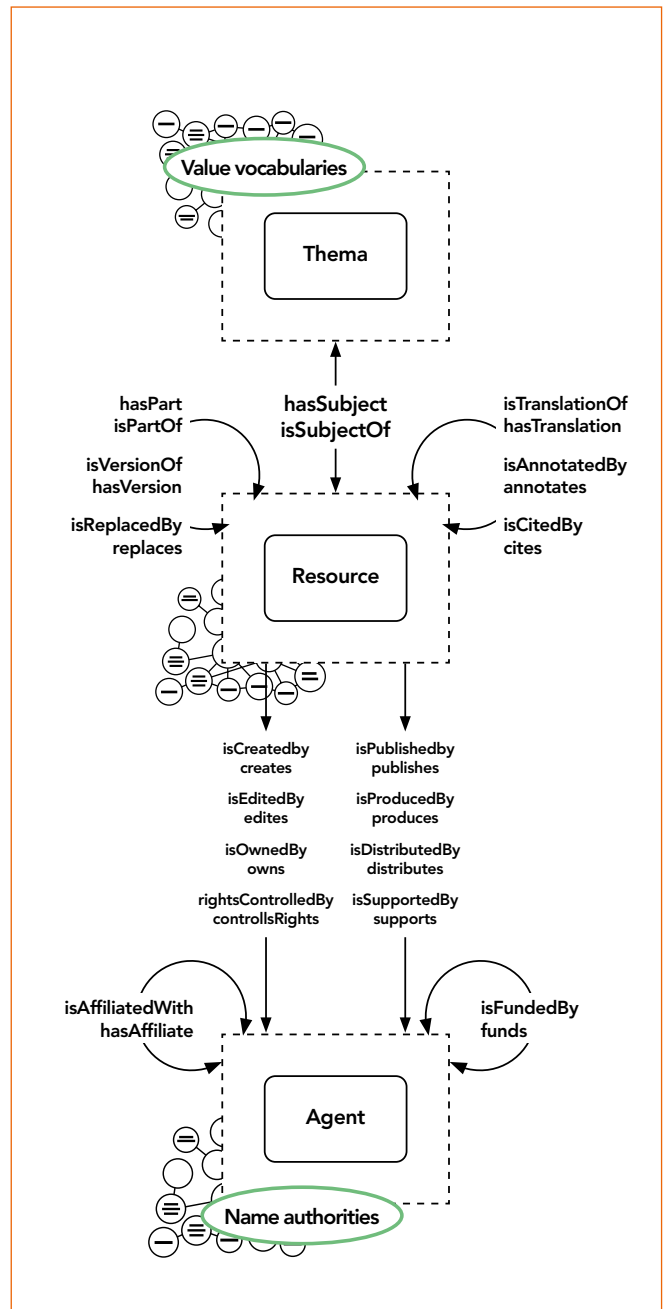 Value vocabularies
Thema
hasPart
isPartOf
isVersionOf
hasVersion
isReplacedBy
replaces
hasSubject
isSubjectOf
isTranslationOf
hasTranslation
isAnnotatedBy
annotates
isCitedBy
cites
Resource
isCreatedby
creates
isEditedBy
edites
isOwnedBy
owns
rightsControlledBy
controllsRights
isPublishedby
publishes
isProducedBy
produces
isDistributedBy
distributes
isSupportedBy
supports
isAffiliatedWith
hasAffiliate
isFundedBy
funds
Agent
Name authorities